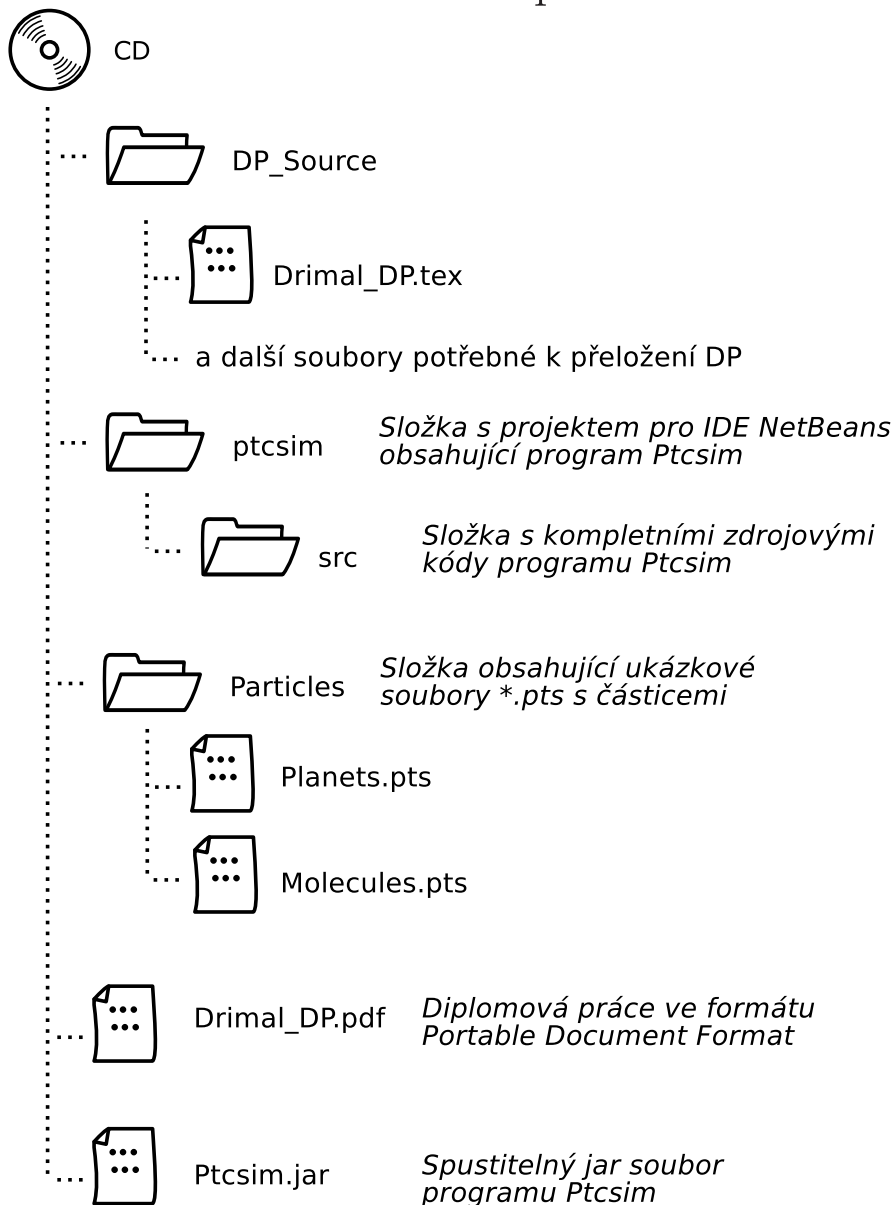 CD
DP_Source
Drimal_DP.tex
a další soubory potřebné k přeložení DP
ptcsim
Složka s projektem pro IDE NetBeans
obsahující program Ptcsim
src
Složka s kompletními zdrojovými
kódy programu Ptcsim
Particles
Složka obsahující ukázkové
soubory *.pts s částicemi
Planets.pts
Molecules.pts
Drimal_DP.pdf
Diplomová práce ve formátu
Portable Document Format
Ptcsim.jar
Spustitelný jar soubor
programu Ptcsim